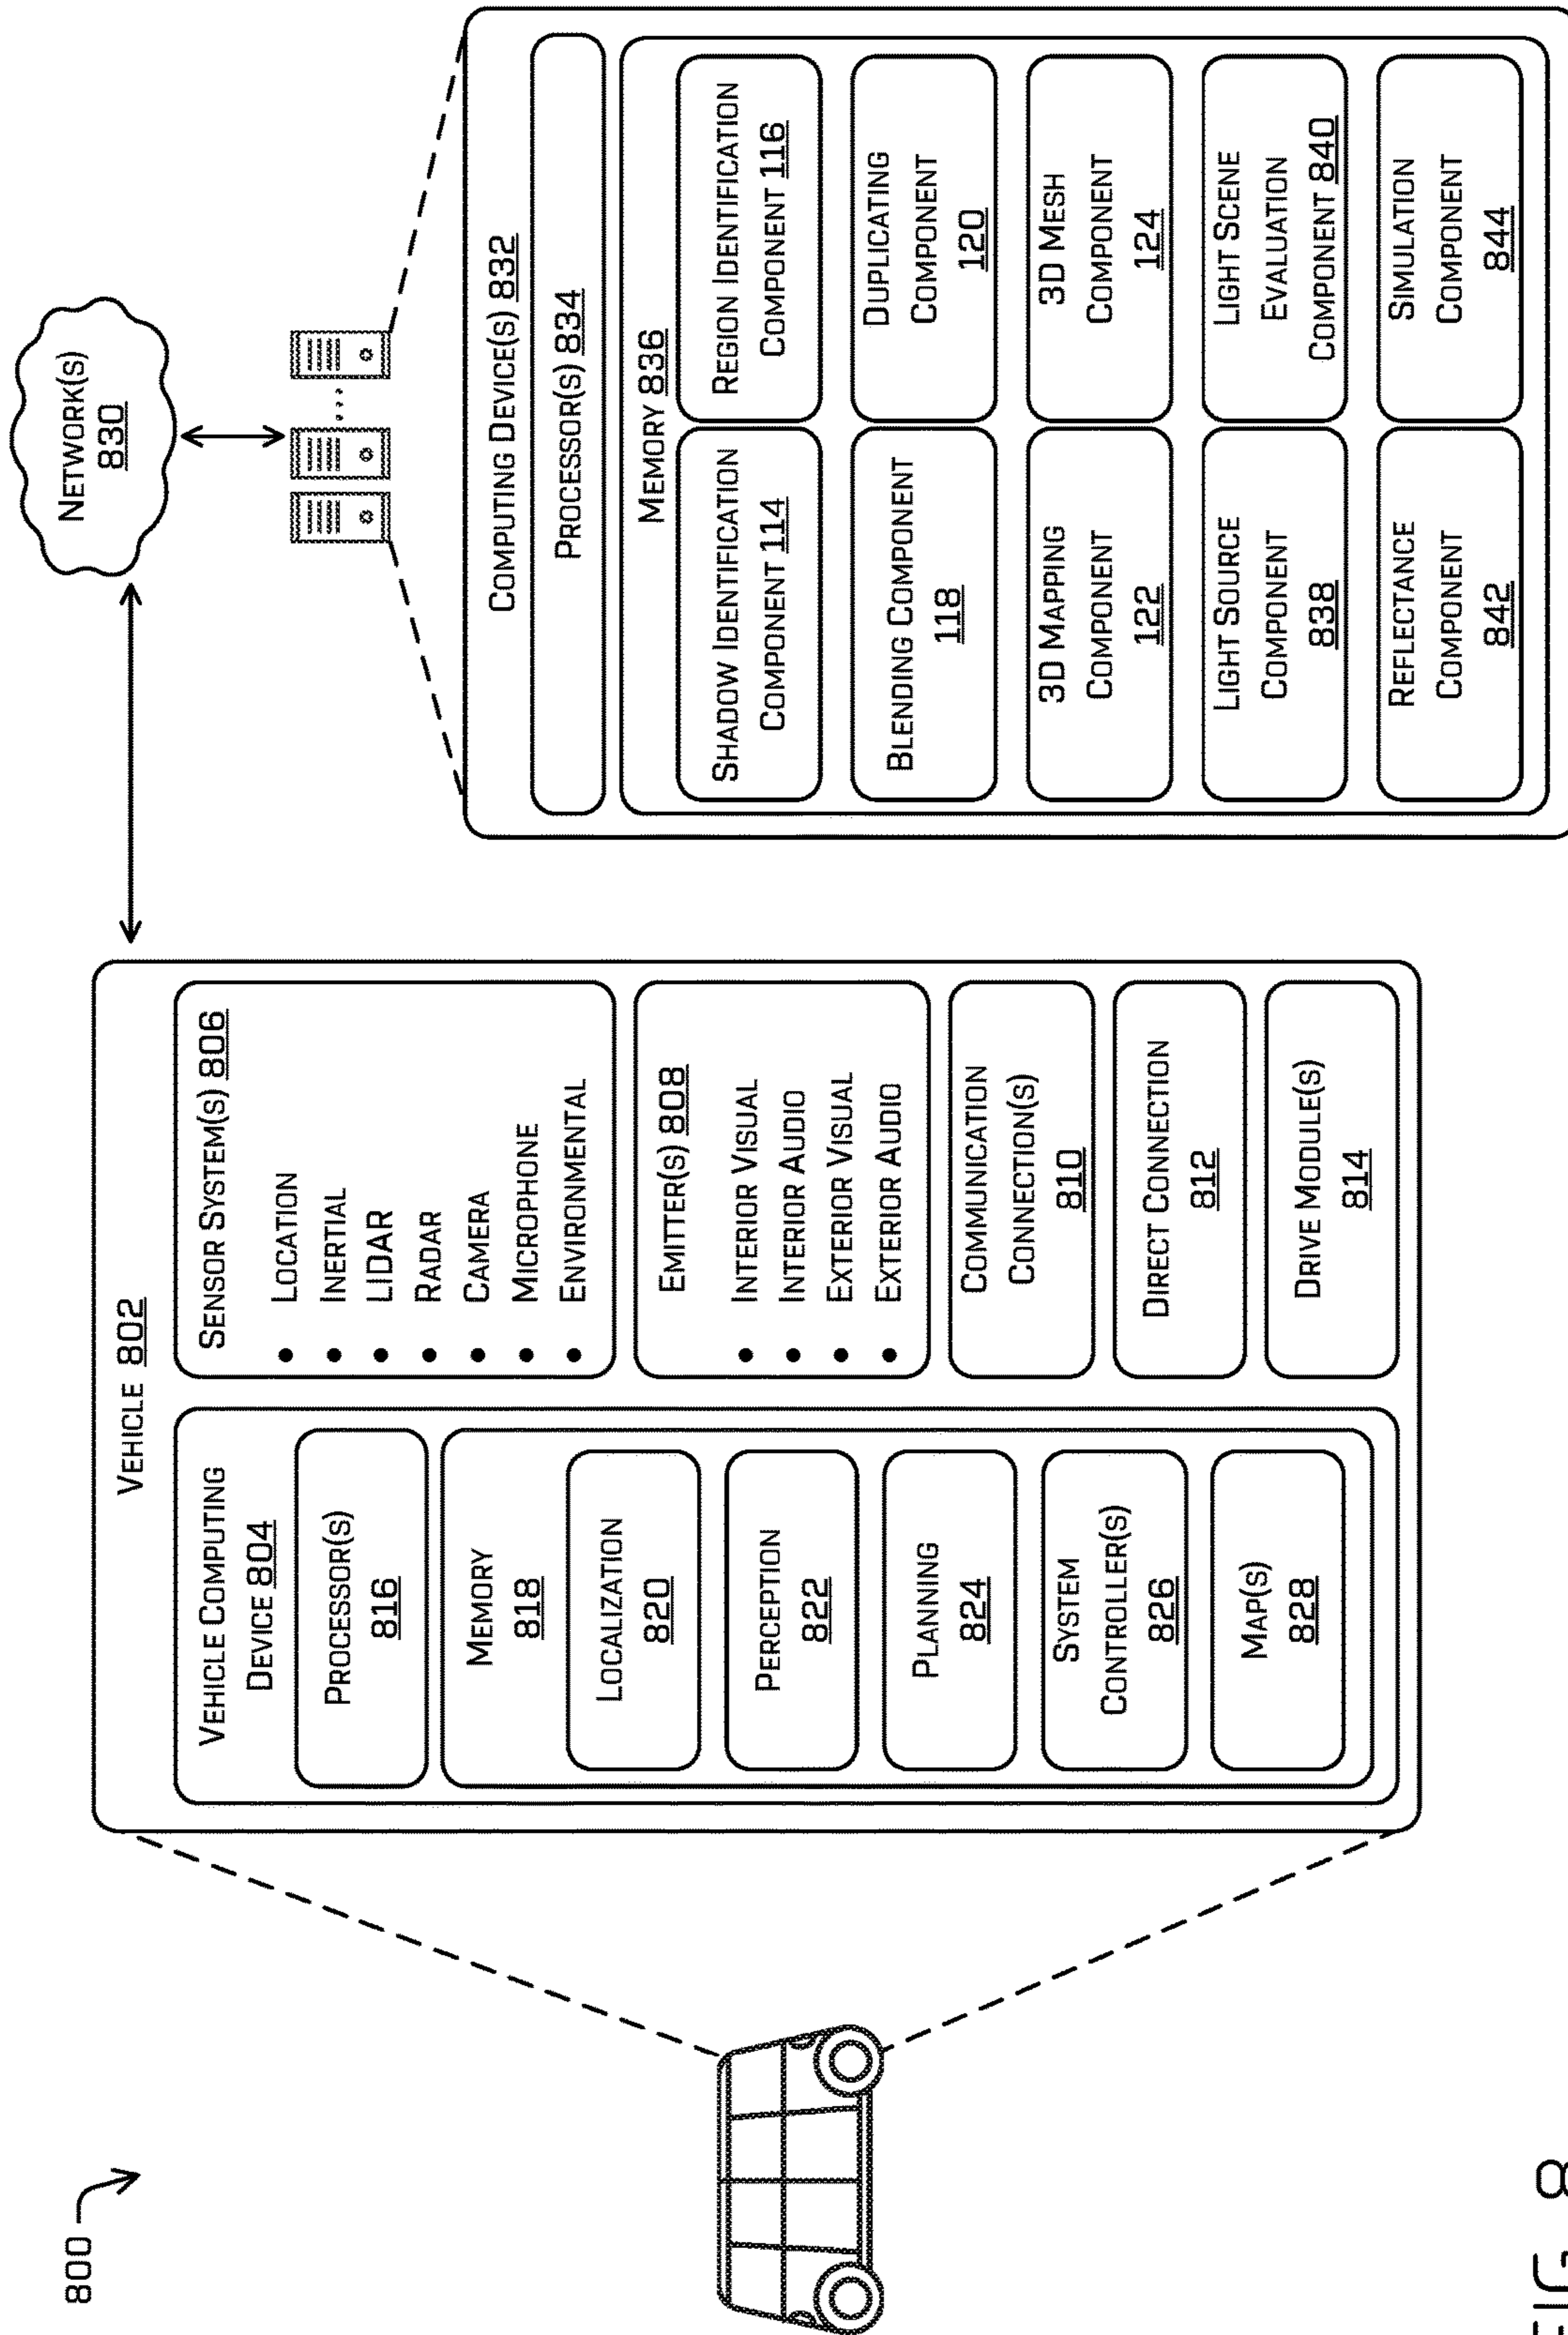 800
VEHICLE 802
VEHICLE COMPUTING
DEVICE 804
PROCESSOR(S)
816
MEMORY
818
LOCALIZATION
820
PERCEPTION
822
PLANNING
824
SYSTEM
CONTROLLER(S)
826
MAP(S)
828
SENSOR SYSTEM(S) 806
• LOCATION
• INERTIAL
• LIDAR
• RADAR
• CAMERA
• MICROPHONE
• ENVIRONMENTAL
EMITTER(S) 808
• INTERIOR VISUAL
• INTERIOR AUDIO
• EXTERIOR VISUAL
• EXTERIOR AUDIO
COMMUNICATION
CONNECTION(S)
810
DIRECT CONNECTION
812
DRIVE MODULE(S)
814
NETWORK(S)
830
COMPUTING DEVICE(S) 832
PROCESSOR(S) 834
MEMORY 836
SHADOW IDENTIFICATION
COMPONENT 114
REGION IDENTIFICATION
COMPONENT 116
BLENDING COMPONENT
118
DUPLICATING
COMPONENT
120
3D MAPPING
COMPONENT
122
3D MESH
COMPONENT
124
LIGHT SOURCE
COMPONENT
838
LIGHT SCENE
EVALUATION
COMPONENT 840
REFLECTANCE
COMPONENT
842
SIMULATION
COMPONENT
844
FIG. 8